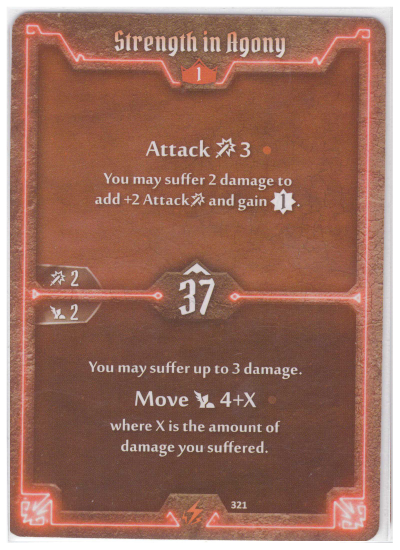 Strength in Agony
1
Attack 3
You may suffer 2 damage to
add +2 Attack and gain 1.
2
37
2
You may suffer up to 3 damage.
Move 4+X
where X is the amount of
damage you suffered.
321